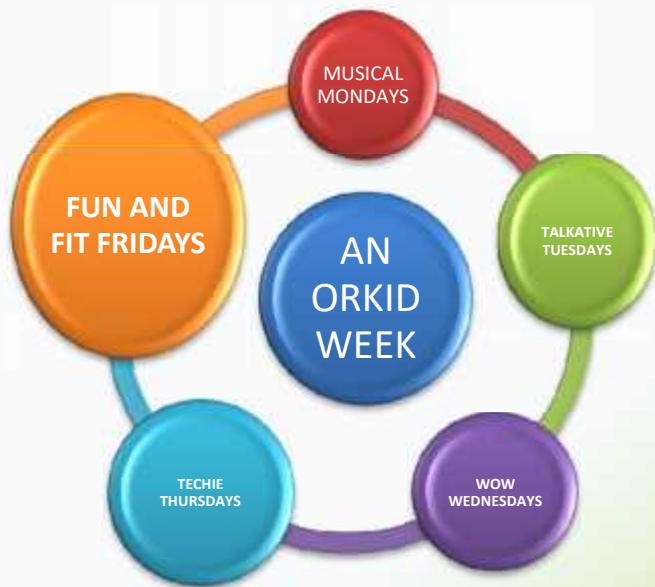 MUSICAL
MONDAYS
FUN AND
FIT FRIDAYS
TALKATIVE
TUESDAYS
AN
ORKID
WEEK
TECHIE
THURSDAYS
WOW
WEDNESDAYS